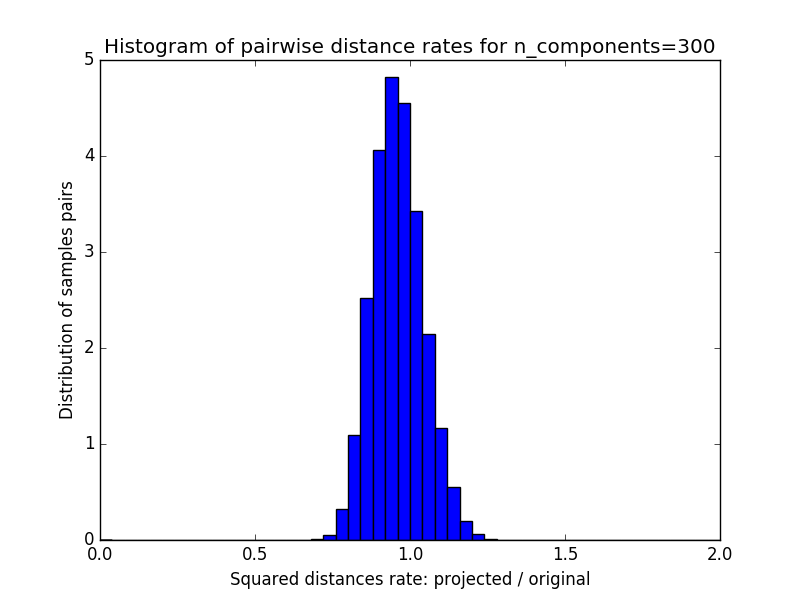 Histogram of pairwise distance rates for n_components=300
5
4
3
2
1
0
Distribution of samples pairs
0.0 0.5 1.0 1.5 2.0
Squared distances rate: projected / original